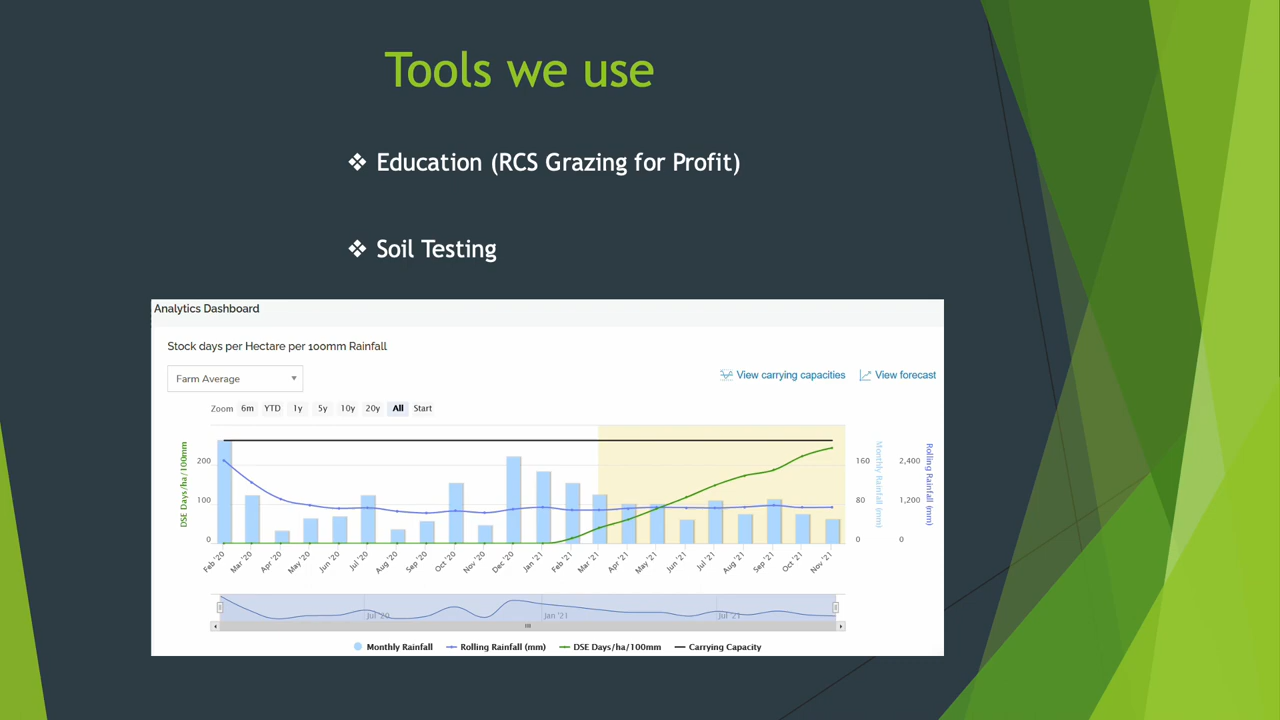 Tools we use
❖ Education (RCS Grazing for Profit)
❖ Soil Testing
Analytics Dashboard
Stock days per Hectare per 100mm Rainfall
Farm Average
View carrying capacities View forecast
Zoom 6m YTD 1y 5y 10y 20y All Start
DSE Days/ha/100mm
200
100
0
Monthly Rainfall (mm)
160
80
0
Rolling Rainfall (mm)
2,400
1,200
0
Feb '20 Mar '20 Apr '20 May '20 Jun '20 Jul '20 Aug '20 Sep '20 Oct '20 Nov '20 Dec '20 Jan '21 Feb '21 Mar '21 Apr '21 May '21 Jun '21 Jul '21 Aug '21 Sep '21 Oct '21 Nov '21
Jul '20 Jan '21 Jul '21
Monthly Rainfall Rolling Rainfall (mm) DSE Days/ha/100mm Carrying Capacity